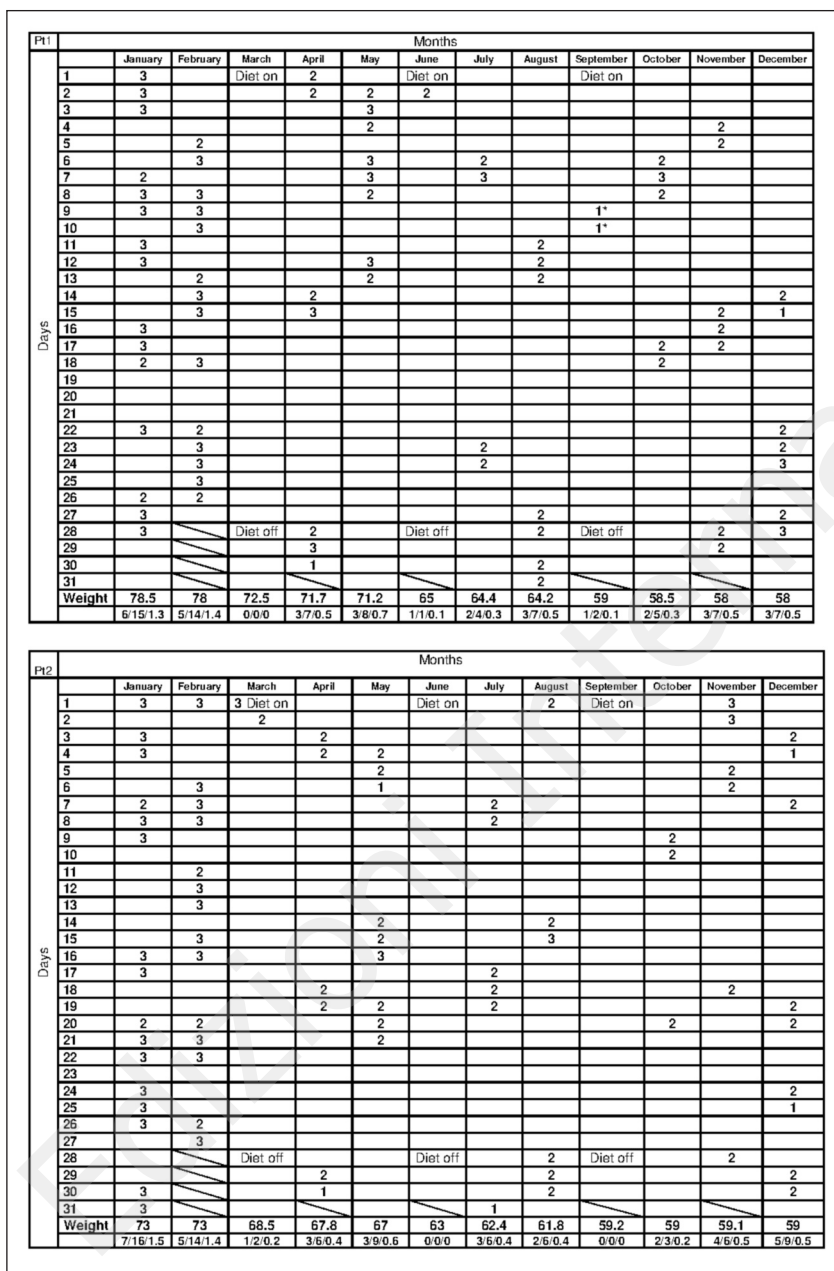 Pt1 Months
January February March April May June July August September October November December
1 3 Diet on 2 Diet on Diet on
2 3 2 2 2
3 3 3
4 2 2
5 2 2
6 3 3 2 2
7 2 3 3 3
8 3 3 2 2
9 3 3 1*
10 3 1*
11 3 2
12 3 3 2
13 2 2 2
14 3 2 2
15 3 3 2 1
16 3 2
17 3 2 2
18 2 3 2
19
20
21
22 3 2 2
23 3 2 2
24 3 2 3
25 3
26 2 2
27 3 2 2
28 3 Diet off 2 Diet off 2 Diet off 2 3
29 3 2
30 1 2
31 2
Days
Weight 78.5 78 72.5 71.7 71.2 65 64.4 64.2 59 58.5 58 58
6/15/1.3 5/14/1.4 0/0/0 3/7/0.5 3/8/0.7 1/1/0.1 2/4/0.3 3/7/0.5 1/2/0.1 2/5/0.3 3/7/0.5 3/7/0.5
Pt2 Months
January February March April May June July August September October November December
1 3 3 3 Diet on Diet on 2 Diet on 3
2 2 3
3 3 2 2
4 3 2 2 1
5 2 2
6 3 1 2
7 2 3 2 2
8 3 3 2
9 3 2
10 2
11 2
12 3
13 3
14 2 2
15 3 2 3
16 3 3 3
17 3 2
18 2 2 2
19 2 2 2 2
20 2 2 2 2 2
21 3 3 2
22 3 3
23
24 3 2
25 3 1
26 3 2
27 3
28 Diet off Diet off 2 Diet off 2
29 2 2 2
30 3 1 2 2
31 3 1
Days
Weight 73 73 68.5 67.8 67 63 62.4 61.8 59.2 59 59.1 59
7/16/1.5 5/14/1.4 1/2/0.2 3/6/0.4 3/9/0.6 0/0/0 3/6/0.4 2/6/0.4 0/0/0 2/3/0.2 4/6/0.5 5/9/0.5
Edizioni Interna